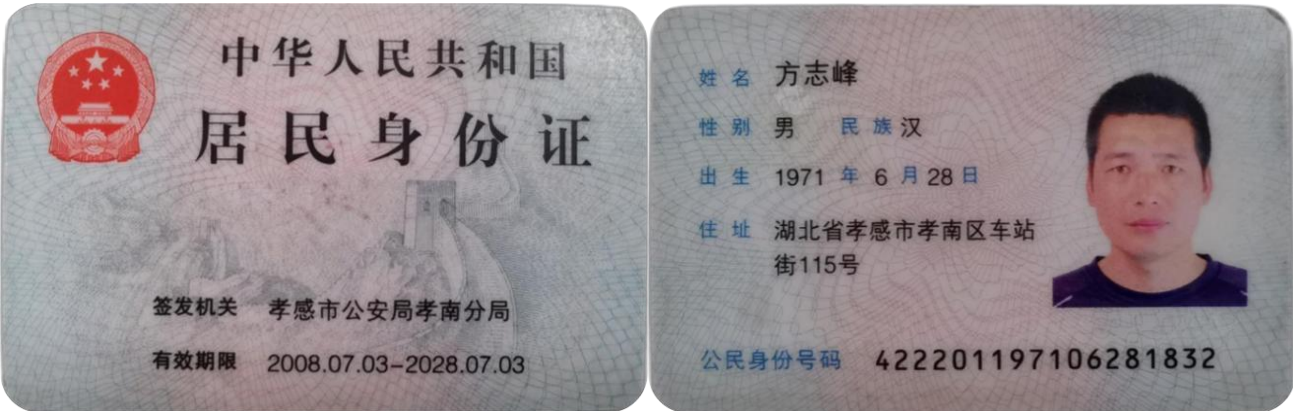 中华人民共和国
居民身份证
签发机关 孝感市公安局孝南分局
有效期限 2008.07.03-2028.07.03
姓名 方志峰
性别 男 民族 汉
出生 1971 年 6 月 28 日
住址 湖北省孝感市孝南区车站
街115号
公民身份号码 422201197106281832